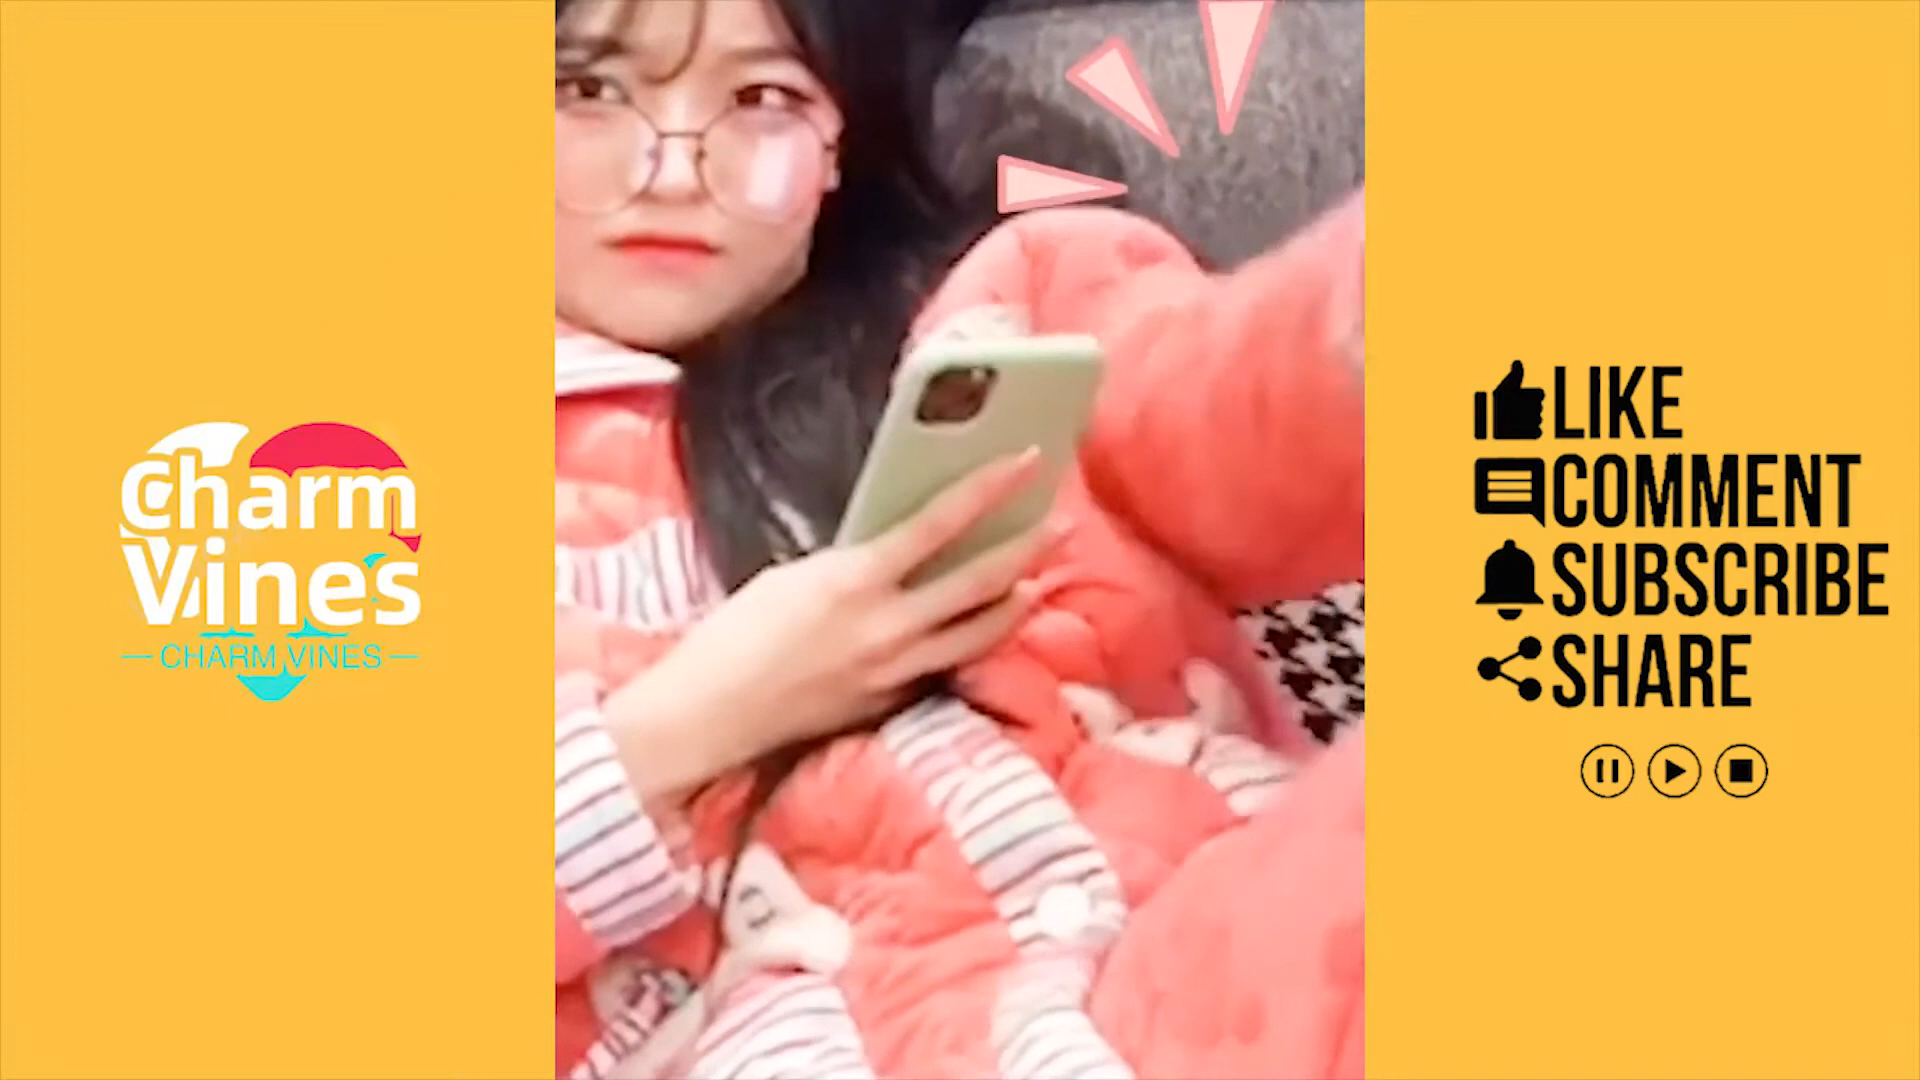 Charm
Vines
CHARM VINES
LIKE
COMMENT
SUBSCRIBE
SHARE